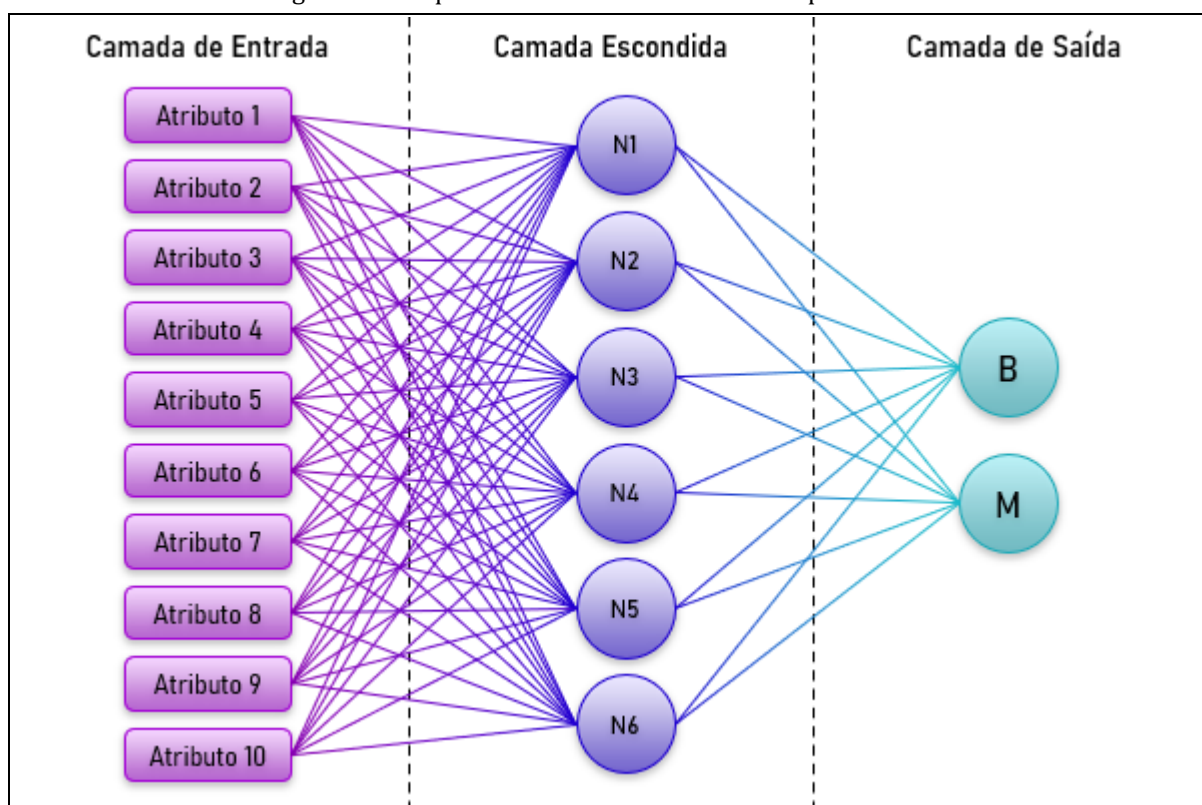 Camada de Entrada
Camada Escondida
Camada de Saída
Atributo 1
Atributo 2
Atributo 3
Atributo 4
Atributo 5
Atributo 6
Atributo 7
Atributo 8
Atributo 9
Atributo 10
N1
N2
N3
N4
N5
N6
B
M